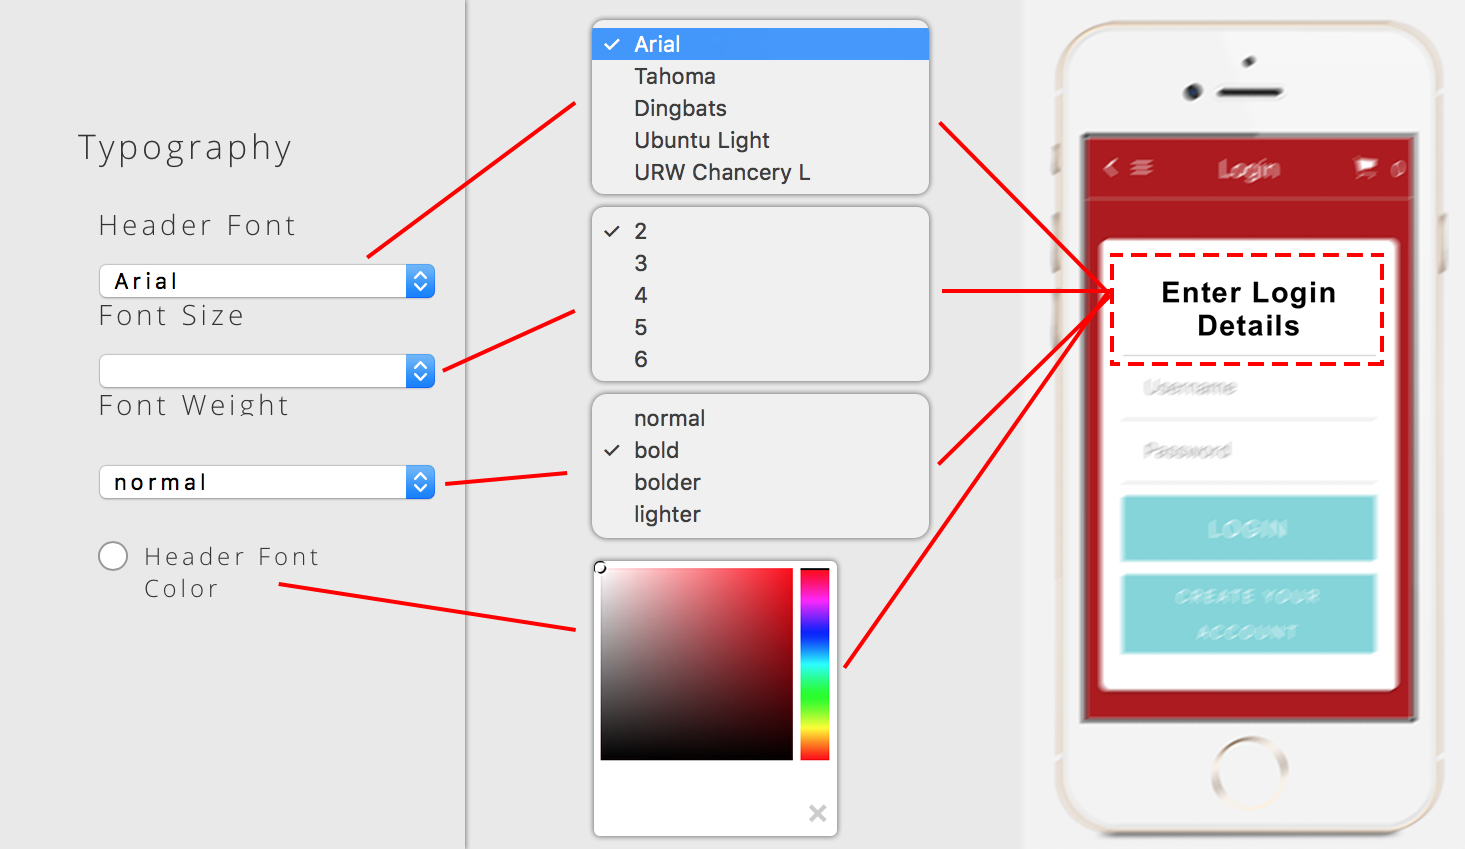 Typography
Header Font
Arial
Font Size
Font Weight
normal
Header Font
Color
Arial
Tahoma
Dingbats
Ubuntu Light
URW Chancery L
2
3
4
5
6
normal
bold
bolder
lighter
Login
0
Enter Login
Details
Username
Password
LOGIN
CREATE YOUR
ACCOUNT